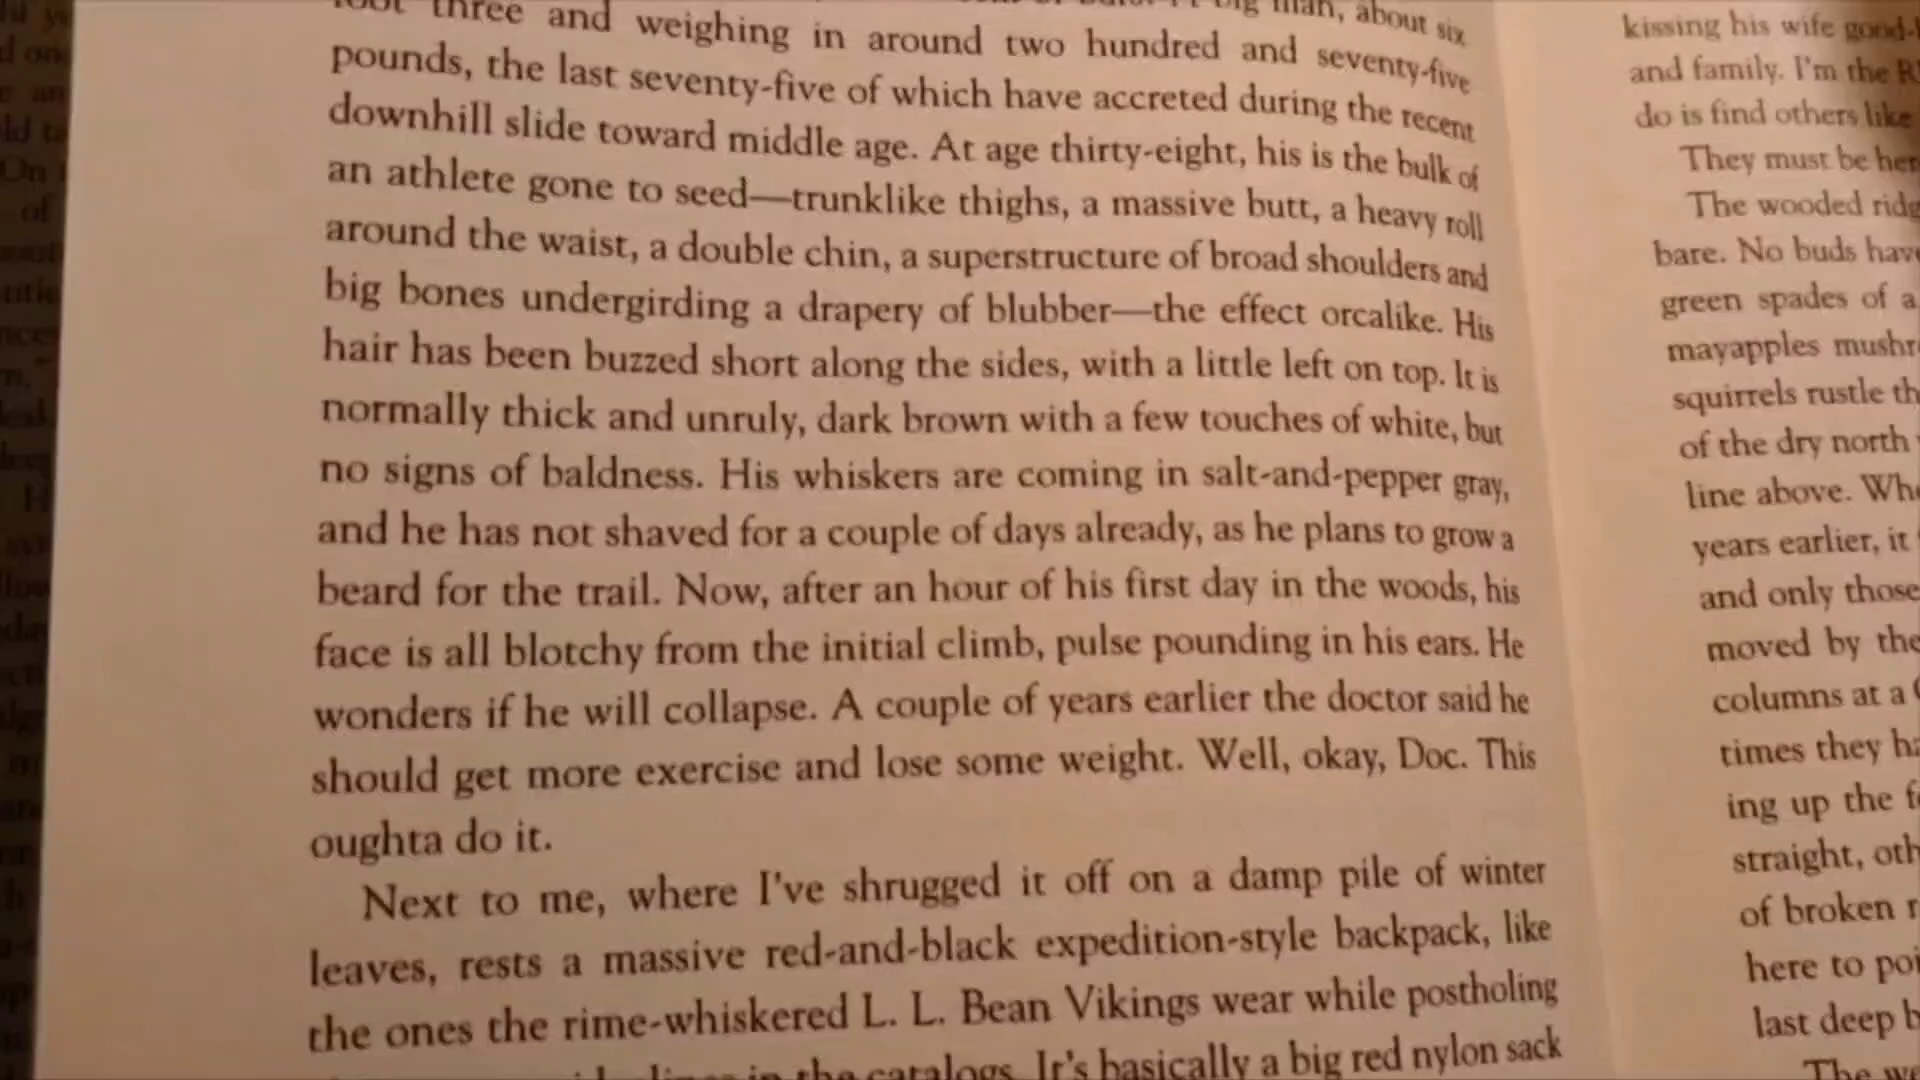 three and weighing in around two hundred and seventy-five
big man, about six
pounds, the last seventy-five of which have accreted during the recent
downhill slide toward middle age. At age thirty-eight, his is the bulk of
an athlete gone to seed—trunklike thighs, a massive butt, a heavy roll
around the waist, a double chin, a superstructure of broad shoulders and
big bones undergirding a drapery of blubber—the effect orcalike. His
hair has been buzzed short along the sides, with a little left on top. It is
normally thick and unruly, dark brown with a few touches of white, but
no signs of baldness. His whiskers are coming in salt-and-pepper gray,
and he has not shaved for a couple of days already, as he plans to grow a
beard for the trail. Now, after an hour of his first day in the woods, his
face is all blotchy from the initial climb, pulse pounding in his ears. He
wonders if he will collapse. A couple of years earlier the doctor said he
should get more exercise and lose some weight. Well, okay, Doc. This
oughta do it.
Next to me, where I've shrugged it off on a damp pile of winter
leaves, rests a massive red-and-black expedition-style backpack, like
the ones the rime-whiskered L. L. Bean Vikings wear while postholing
in the catalogs. It's basically a big red nylon sack
kissing his wife
and family. I'm the
do is find others like
They must be
The wooded
bare. No buds
green spades of a
mayapples
squirrels rustle
of the dry north
line above.
years earlier, it
and only those
moved by the
columns at a
times they
ing up the
straight,
of broken
here to
last deep
The